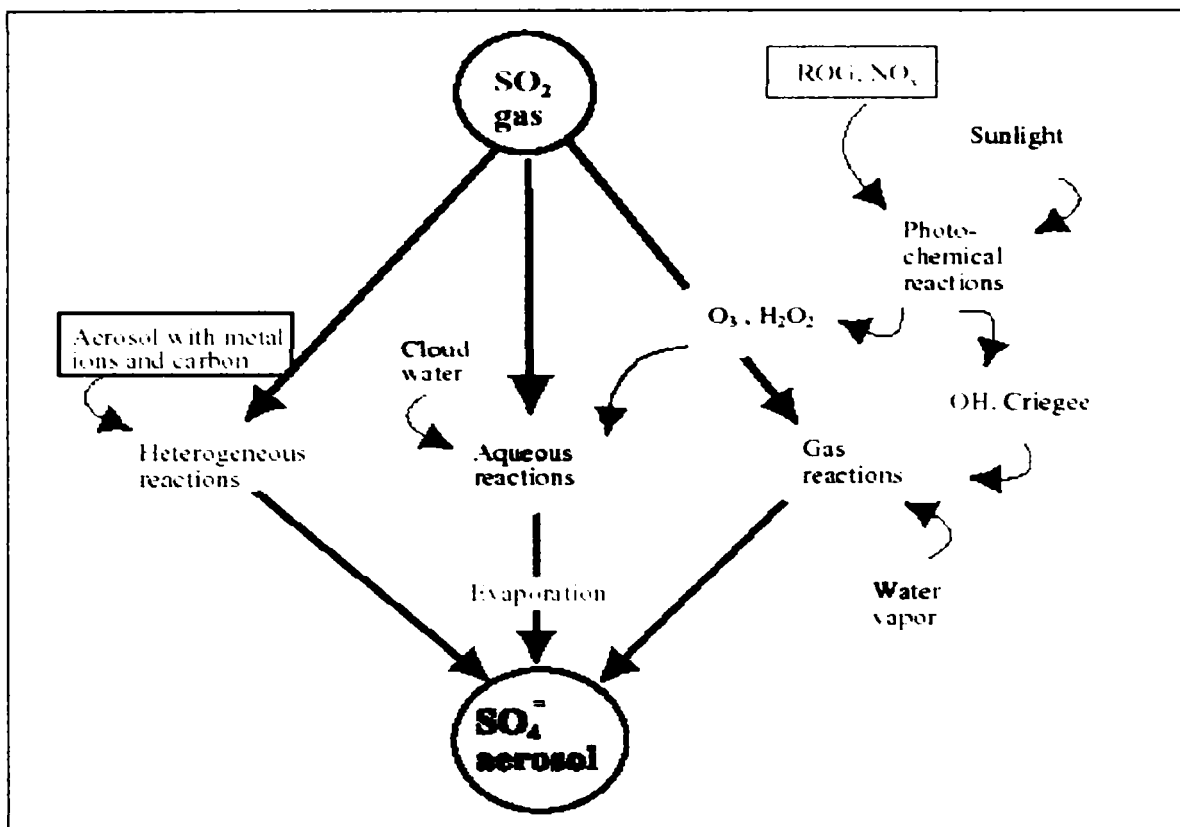 SO₂
gas
ROG, NOₓ
Sunlight
Photo-
chemical
reactions
O₃ , H₂O₂
Aerosol with metal
ions and carbon
Cloud
water
OH, Criegee
Heterogeneous
reactions
Aqueous
reactions
Gas
reactions
Evaporation
Water
vapor
SO₄⁼
aerosol